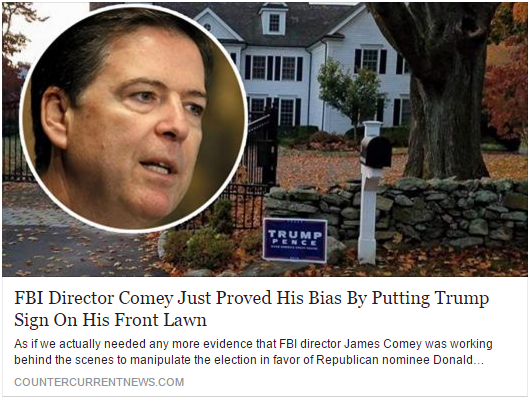 TRUMP
PENCE
FBI Director Comey Just Proved His Bias By Putting Trump
Sign On His Front Lawn
As if we actually needed any more evidence that FBI director James Comey was working
behind the scenes to manipulate the election in favor of Republican nominee Donald…
COUNTERCURRENTNEWS.COM